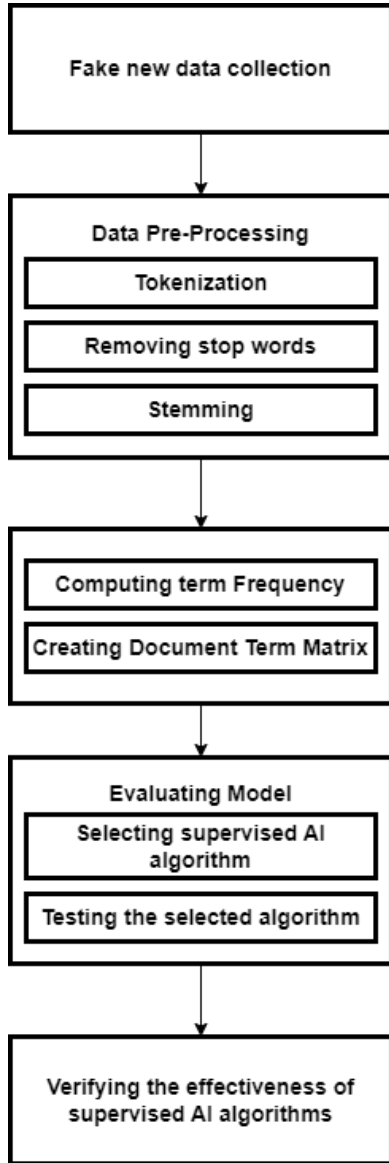 Fake new data collection
Data Pre-Processing
Tokenization
Removing stop words
Stemming
Computing term Frequency
Creating Document Term Matrix
Evaluating Model
Selecting supervised AI
algorithm
Testing the selected algorithm
Verifying the effectiveness of
supervised AI algorithms